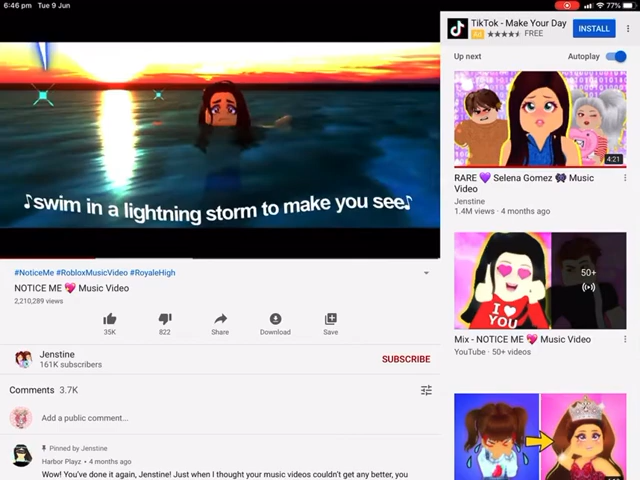 6:46 pm Tue 9 Jun
77%
♪swim in a lightning storm to make you see♪
#NoticeMe #RobloxMusicVideo #RoyaleHigh
NOTICE ME 💖 Music Video
2,210,289 views
35K
822
Share
Download
Save
Jenstine
161K subscribers
SUBSCRIBE
Comments 3.7K
Add a public comment...
Pinned by Jenstine
Harbor Playz • 4 months ago
Wow! You've done it again, Jenstine! Just when I thought your music videos couldn't get any better, you
TikTok
TikTok - Make Your Day
Ad
FREE
INSTALL
Up next
Autoplay
4:21
RARE 💜 Selena Gomez 🎀 Music
Video
Jenstine
1.4M views · 4 months ago
I ❤ YOU
50+
Mix - NOTICE ME 💖 Music Video
YouTube · 50+ videos